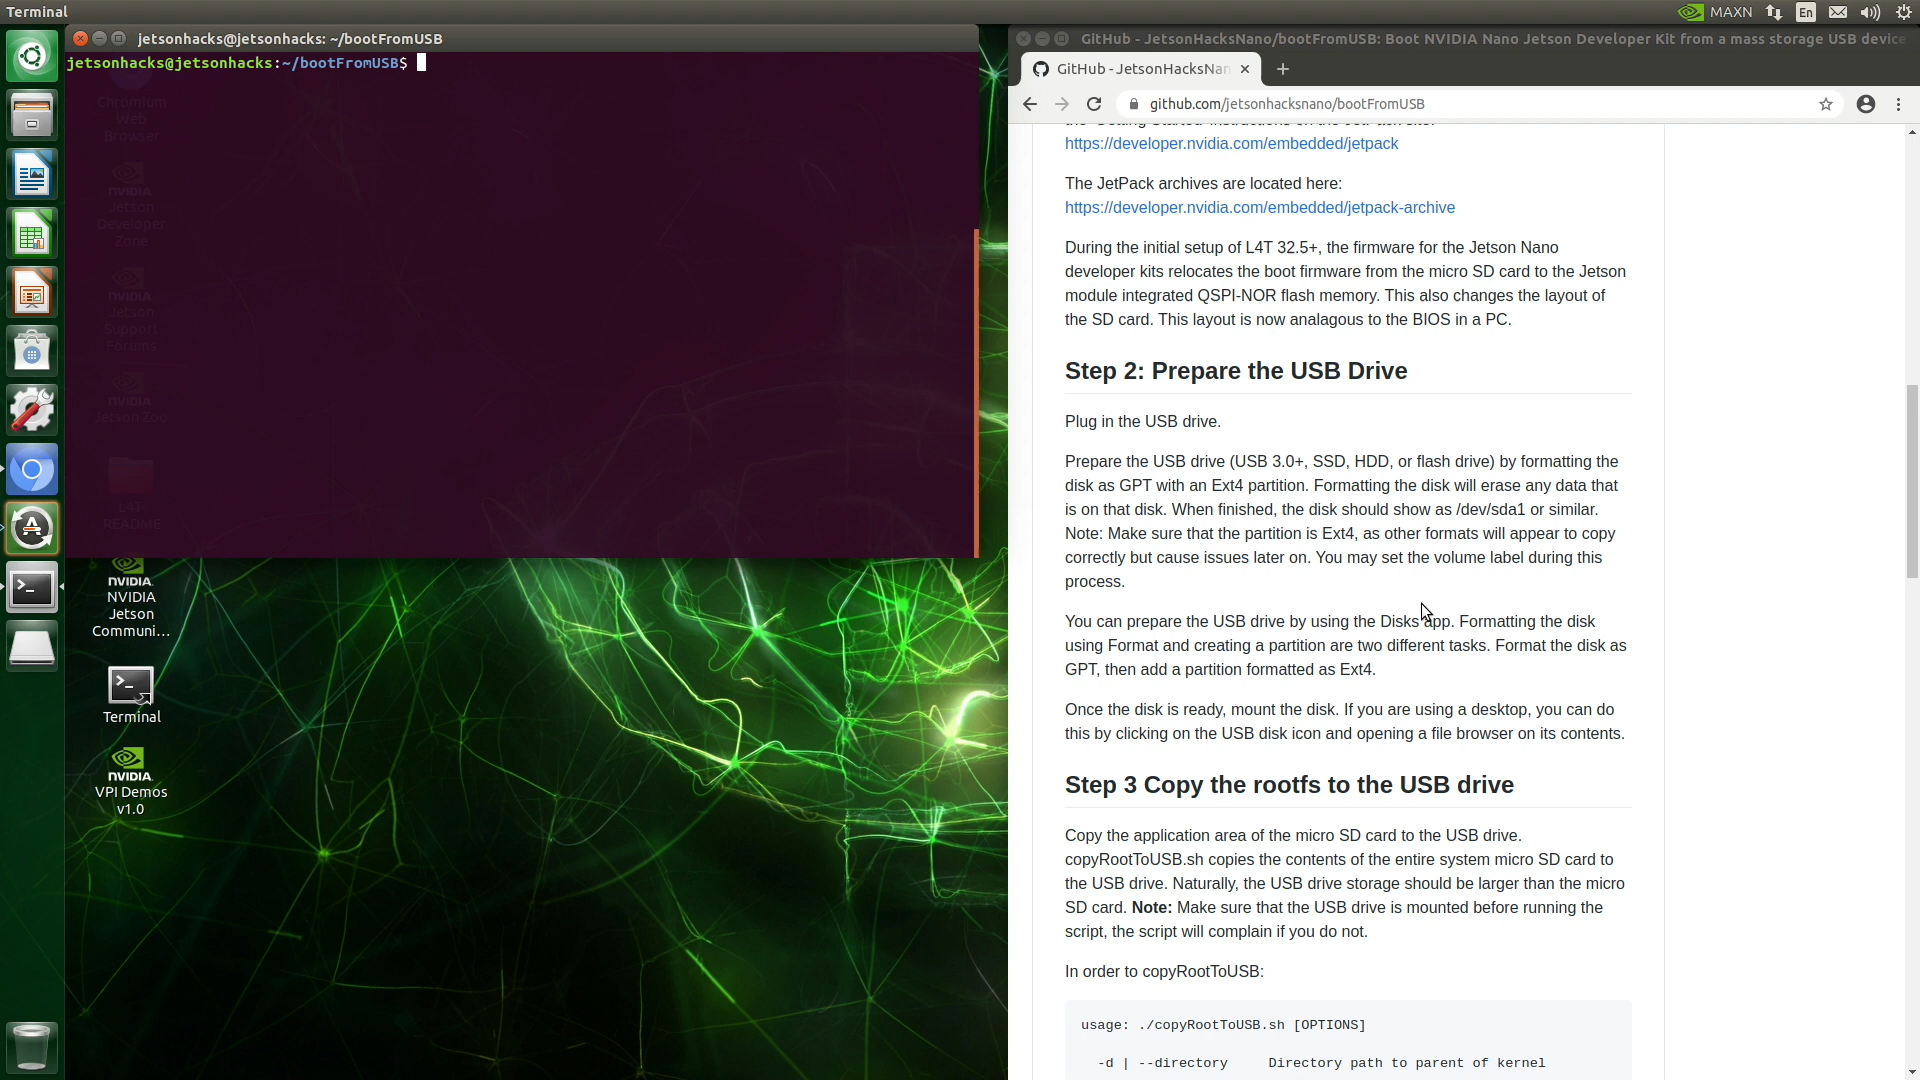 Terminal
MAXN
En
jetsonhacks@jetsonhacks: ~/bootFromUSB
jetsonhacks@jetsonhacks:~/bootFromUSB$
Chromium
Web
Browser
NVIDIA
Jetson
Developer
Zone
NVIDIA
Jetson
Support
Forums
NVIDIA
Jetson Zoo
L4T-
README
NVIDIA.
NVIDIA
Jetson
Communi...
Terminal
NVIDIA.
VPI Demos
v1.0
GitHub - JetsonHacksNano/bootFromUSB: Boot NVIDIA Nano Jetson Developer Kit from a mass storage USB device
GitHub - JetsonHacksNan
github.com/jetsonhacksnano/bootFromUSB
https://developer.nvidia.com/embedded/jetpack
The JetPack archives are located here:
https://developer.nvidia.com/embedded/jetpack-archive
During the initial setup of L4T 32.5+, the firmware for the Jetson Nano
developer kits relocates the boot firmware from the micro SD card to the Jetson
module integrated QSPI-NOR flash memory. This also changes the layout of
the SD card. This layout is now analagous to the BIOS in a PC.
Step 2: Prepare the USB Drive
Plug in the USB drive.
Prepare the USB drive (USB 3.0+, SSD, HDD, or flash drive) by formatting the
disk as GPT with an Ext4 partition. Formatting the disk will erase any data that
is on that disk. When finished, the disk should show as /dev/sda1 or similar.
Note: Make sure that the partition is Ext4, as other formats will appear to copy
correctly but cause issues later on. You may set the volume label during this
process.
You can prepare the USB drive by using the Disks app. Formatting the disk
using Format and creating a partition are two different tasks. Format the disk as
GPT, then add a partition formatted as Ext4.
Once the disk is ready, mount the disk. If you are using a desktop, you can do
this by clicking on the USB disk icon and opening a file browser on its contents.
Step 3 Copy the rootfs to the USB drive
Copy the application area of the micro SD card to the USB drive.
copyRootToUSB.sh copies the contents of the entire system micro SD card to
the USB drive. Naturally, the USB drive storage should be larger than the micro
SD card. Note: Make sure that the USB drive is mounted before running the
script, the script will complain if you do not.
In order to copyRootToUSB:
usage: ./copyRootToUSB.sh [OPTIONS]
-d | --directory Directory path to parent of kernel